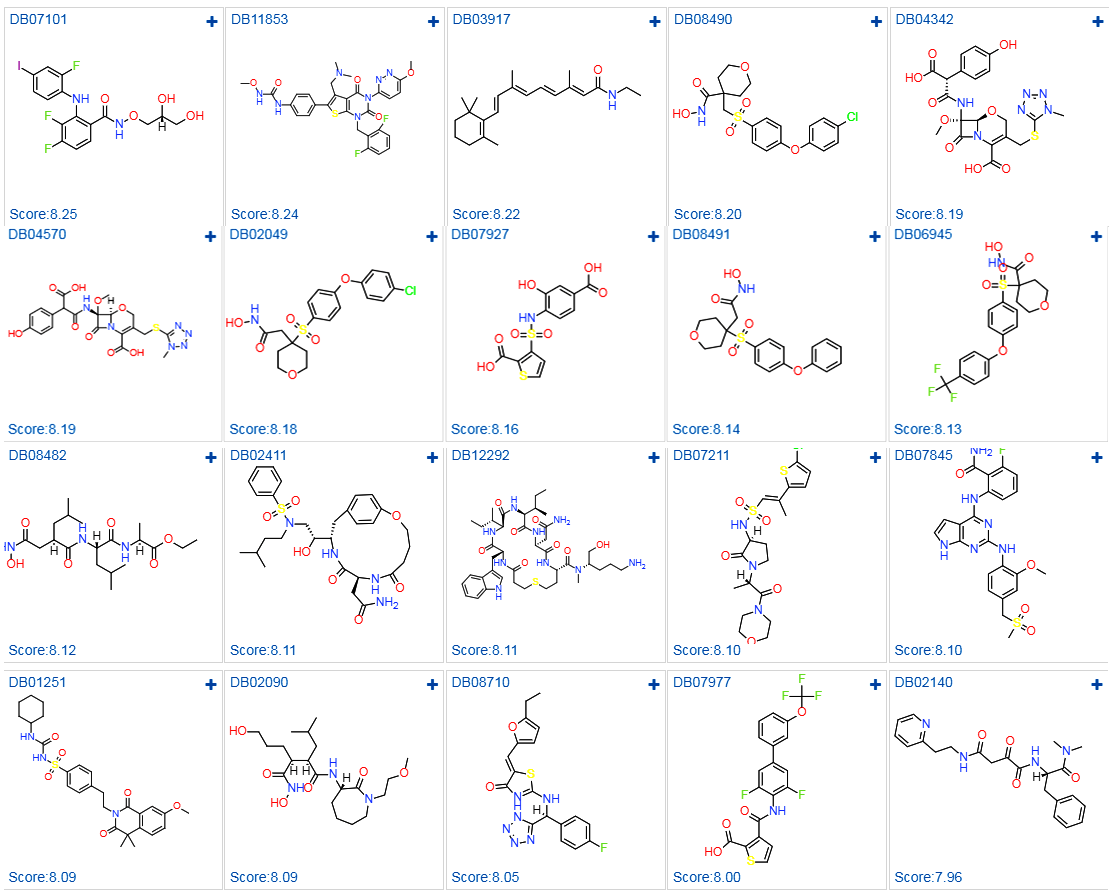 DB07101 + DB11853 + DB03917 + DB08490 + DB04342 +
Score:8.25 Score:8.24 Score:8.22 Score:8.20 Score:8.19
DB04570 + DB02049 + DB07927 + DB08491 + DB06945 +
Score:8.19 Score:8.18 Score:8.16 Score:8.14 Score:8.13
DB08482 + DB02411 + DB12292 + DB07211 + DB07845 +
Score:8.12 Score:8.11 Score:8.11 Score:8.10 Score:8.10
DB01251 + DB02090 + DB08710 + DB07977 + DB02140 +
Score:8.09 Score:8.09 Score:8.05 Score:8.00 Score:7.96